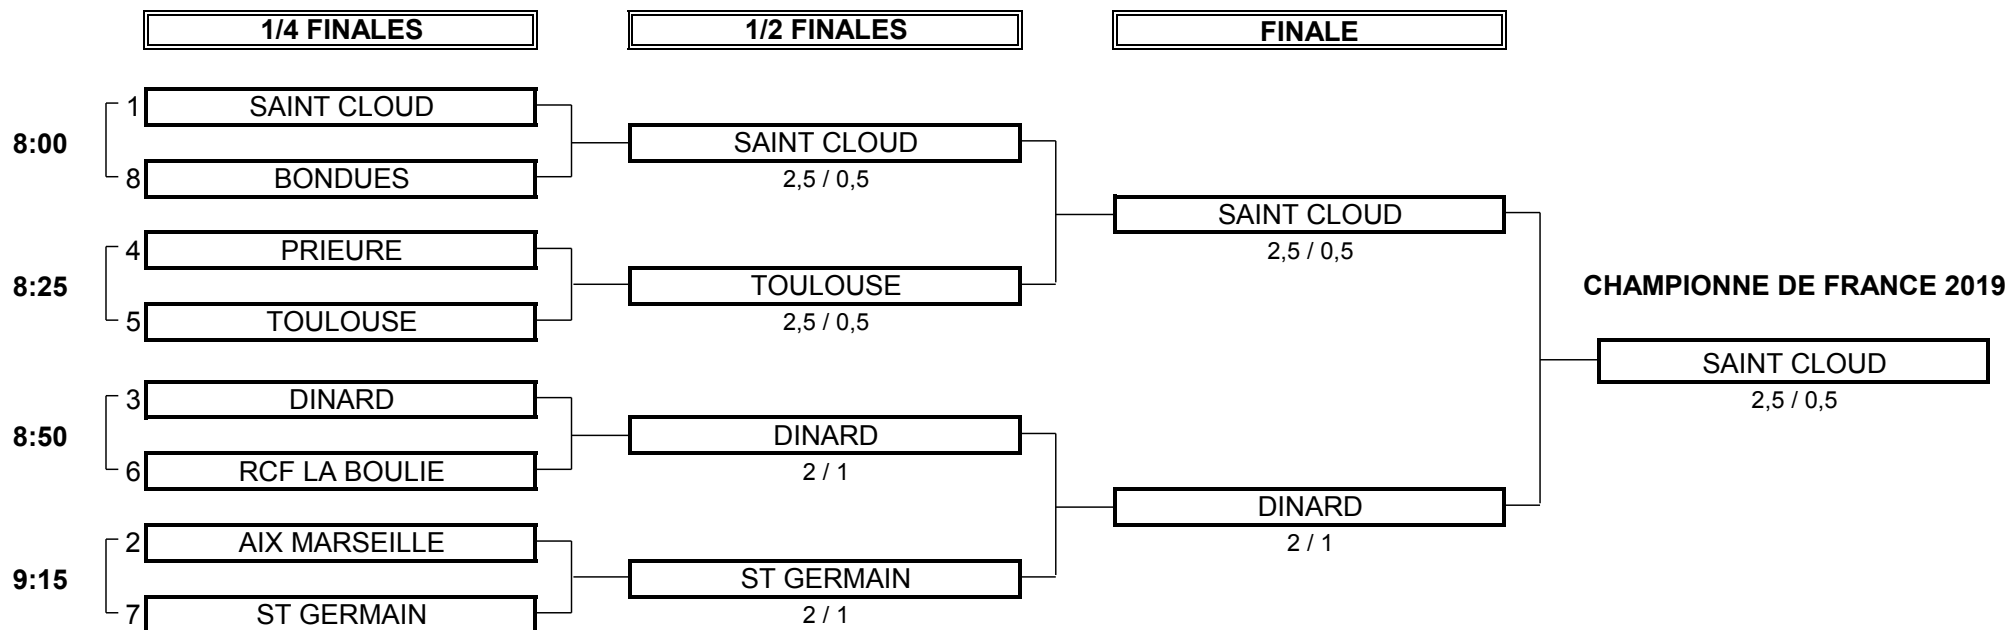 1/4 FINALES
1/2 FINALES
FINALE
1 SAINT CLOUD
8:00
8 BONDUES
SAINT CLOUD
2,5 / 0,5
4 PRIEURE
8:25
5 TOULOUSE
TOULOUSE
2,5 / 0,5
SAINT CLOUD
2,5 / 0,5
3 DINARD
8:50
6 RCF LA BOULIE
DINARD
2 / 1
2 AIX MARSEILLE
9:15
7 ST GERMAIN
ST GERMAIN
2 / 1
DINARD
2 / 1
CHAMPIONNE DE FRANCE 2019
SAINT CLOUD
2,5 / 0,5